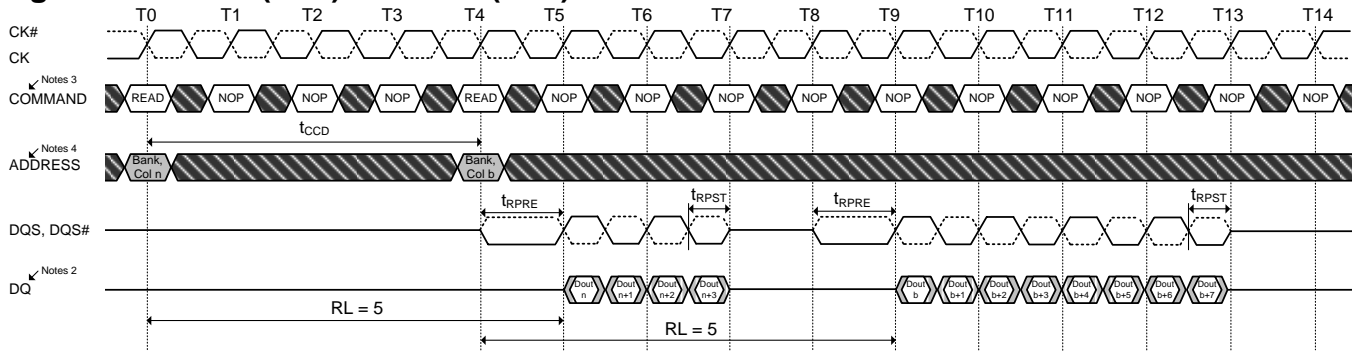 T0 T1 T2 T3 T4 T5 T6 T7 T8 T9 T10 T11 T12 T13 T14
CK#
CK
Notes 3
COMMAND READ NOP NOP NOP READ NOP NOP NOP NOP NOP NOP NOP NOP NOP NOP
tCCD
Notes 4
ADDRESS Bank, Col n Bank, Col b
tRPRE tRPST tRPRE tRPST
DQS, DQS#
Notes 2
DQ Dout n Dout n+1 Dout n+2 Dout n+3 Dout b Dout b+1 Dout b+2 Dout b+3 Dout b+4 Dout b+5 Dout b+6 Dout b+7
RL = 5
RL = 5